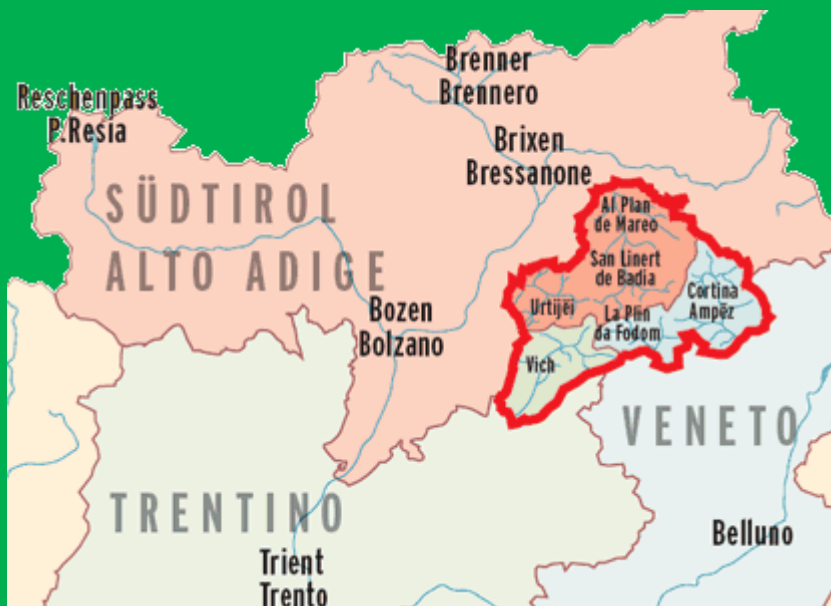 Brenner
Brennero
Reschenpass
P.Resia
Brixen
Bressanone
SÜDTIROL
ALTO ADIGE
Al Plan
de Mareo
San Linert
de Badia
Cortina
Ampëz
Urtijëi
La Plin
da Fodom
Bozen
Bolzano
Vich
VENETO
TRENTINO
Belluno
Trient
Trento